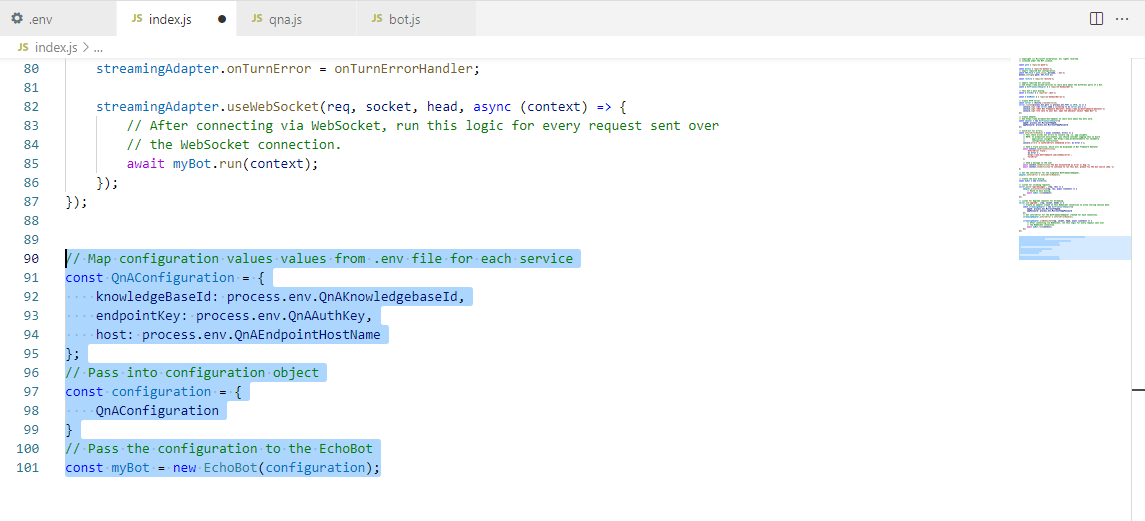 .env
JS index.js
JS qna.js
JS bot.js
JS index.js > ...
80 streamingAdapter.onTurnError = onTurnErrorHandler;
81
82 streamingAdapter.useWebSocket(req, socket, head, async (context) => {
83 // After connecting via WebSocket, run this logic for every request sent over
84 // the WebSocket connection.
85 await myBot.run(context);
86 });
87 });
88
89
90 // Map configuration values values from .env file for each service
91 const QnAConfiguration = {
92 knowledgeBaseId: process.env.QnAKnowledgebaseId,
93 endpointKey: process.env.QnAAuthKey,
94 host: process.env.QnAEndpointHostName
95 };
96 // Pass into configuration object
97 const configuration = {
98 QnAConfiguration
99 }
100 // Pass the configuration to the EchoBot
101 const myBot = new EchoBot(configuration);